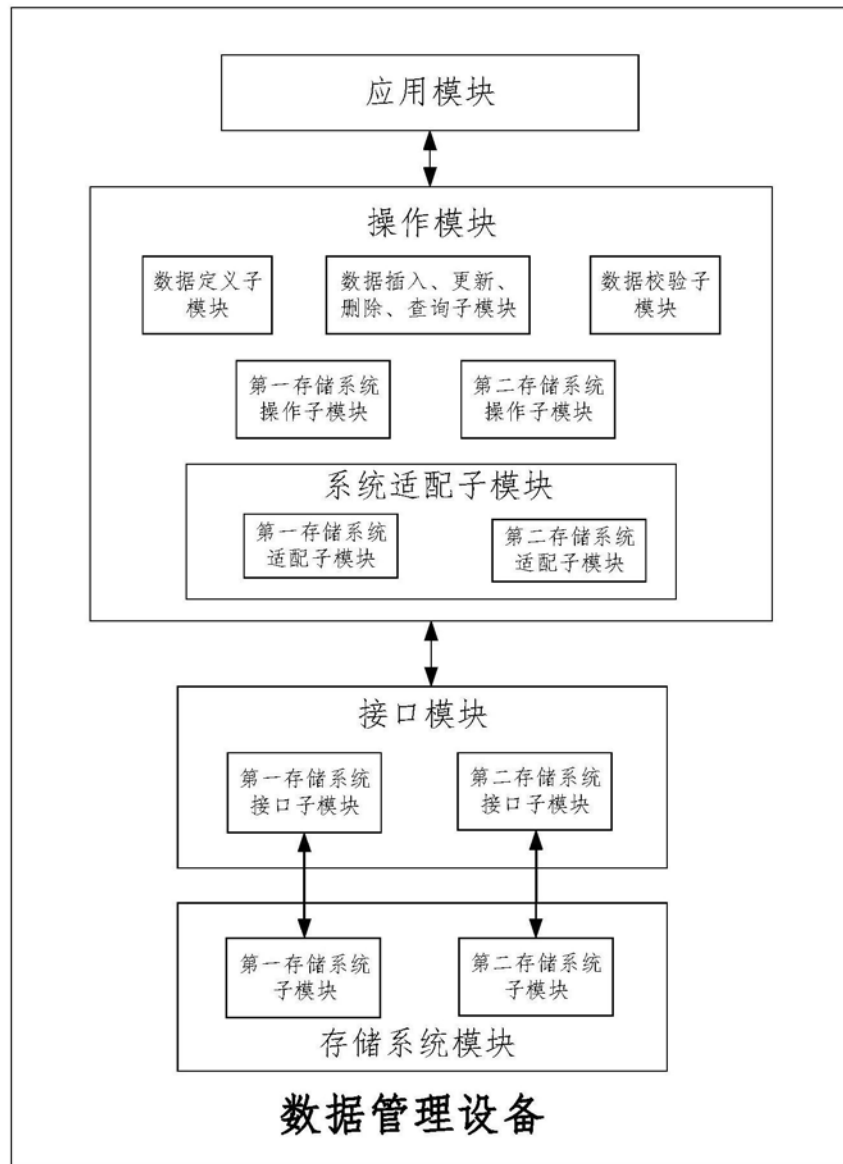 应用模块
操作模块
数据定义子
模块
数据插入、更新、
删除、查询子模块
数据校验子
模块
第一存储系统
操作子模块
第二存储系统
操作子模块
系统适配子模块
第一存储系统
适配子模块
第二存储系统
适配子模块
接口模块
第一存储系统
接口子模块
第二存储系统
接口子模块
第一存储系统
子模块
第二存储系统
子模块
存储系统模块
数据管理设备